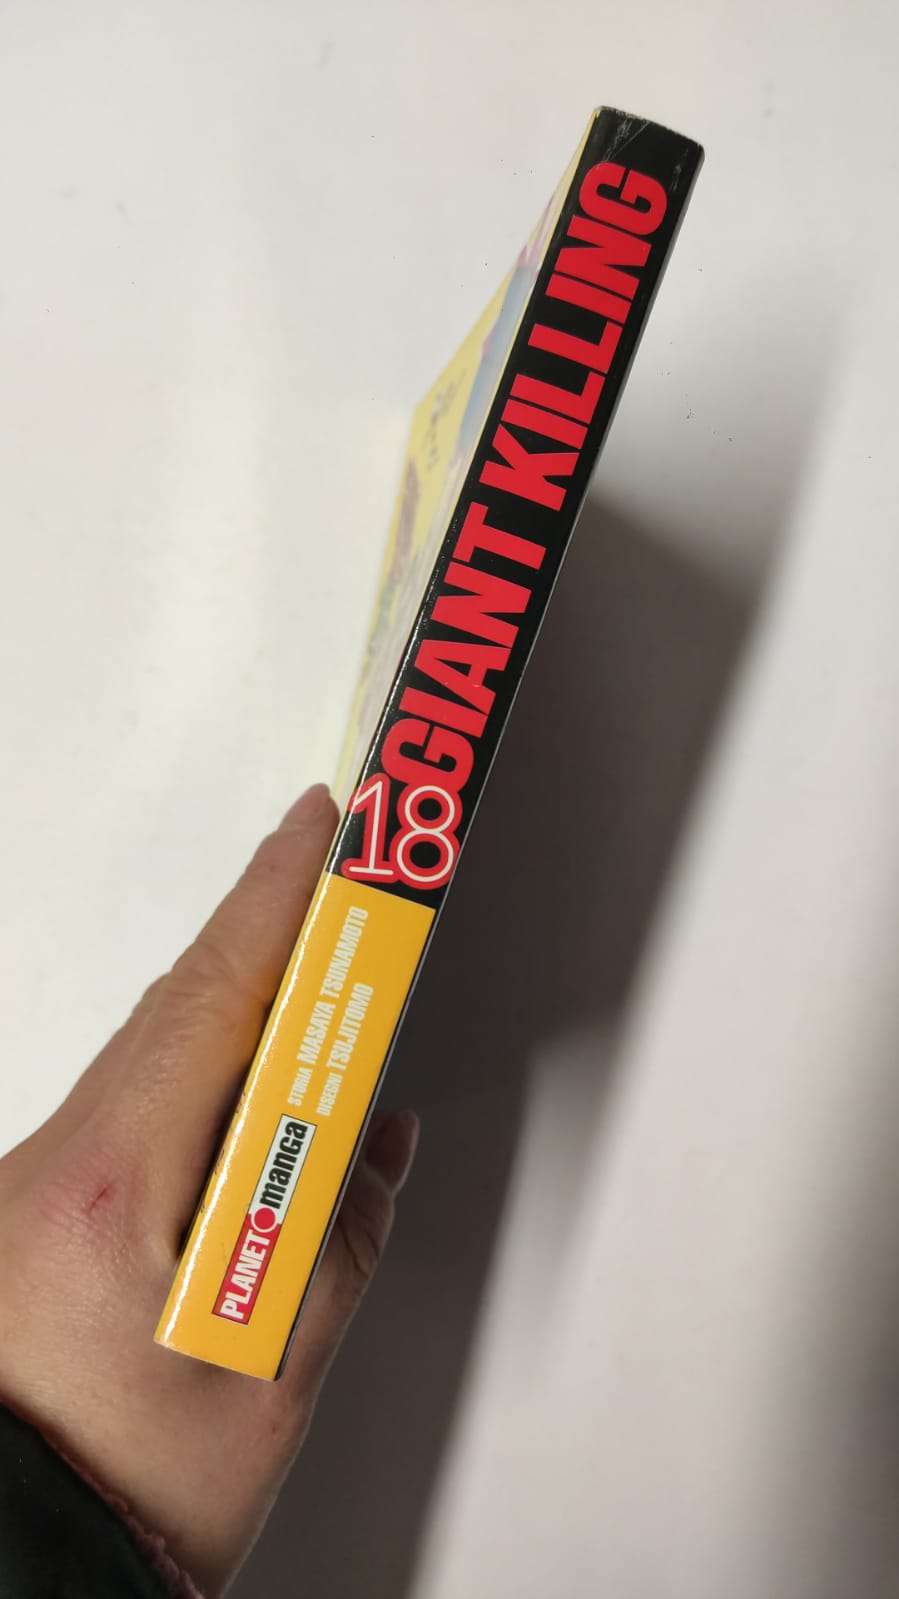 GIANT KILLING
18
STORIA MASAYA TSUNAMOTO
DISEGNI TSUJITOMO
PLANET manga